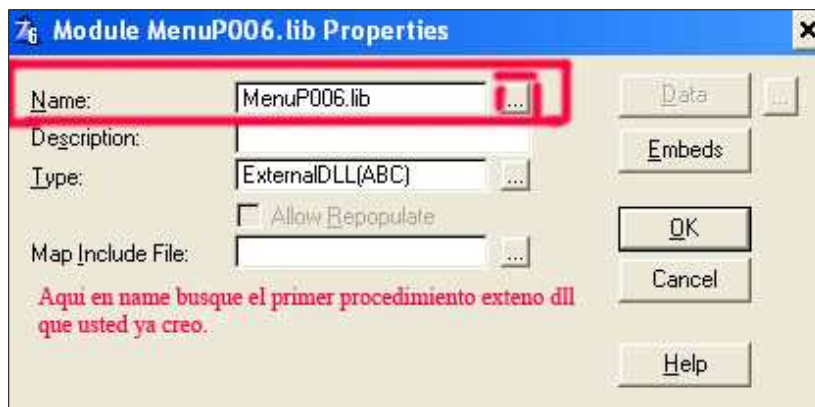 Module MenuP006.lib Properties
Name: MenuP006.lib ... Data ...
Description: Embeds
Type: ExternalDLL(ABC) ...
Allow Repopulate OK
Map Include File: ... Cancel
Aqui en name busque el primer procedimiento exteno dll
que usted ya creo.
Help